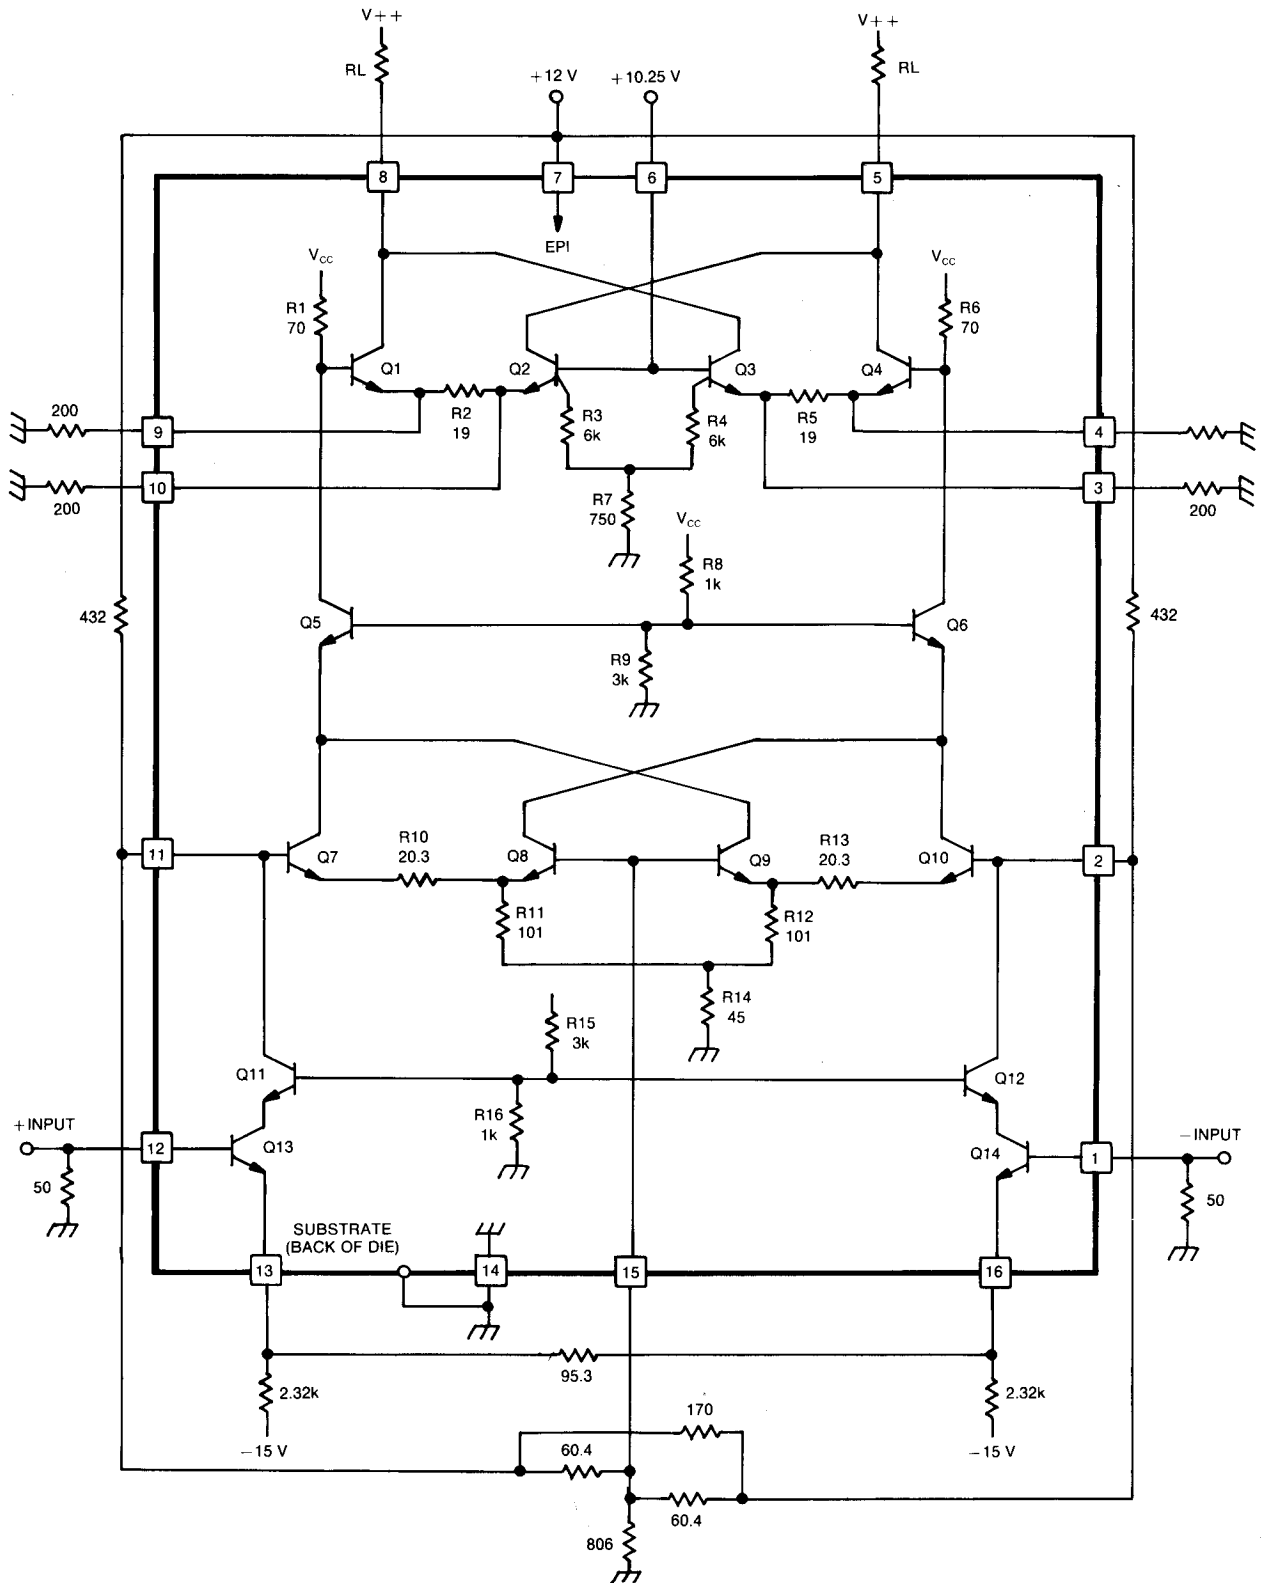 V++
V++
RL
+12 V
+10.25 V
RL
8
7
6
5
EPI
VCC
VCC
R1
70
R6
70
Q1
Q2
Q3
Q4
R2
19
R3
6k
R4
6k
R5
19
200
9
4
10
3
200
200
R7
750
VCC
R8
1k
432
Q5
Q6
432
R9
3k
11
Q7
R10
20.3
Q8
Q9
R13
20.3
Q10
2
R11
101
R12
101
R14
45
R15
3k
Q11
Q12
R16
1k
+INPUT
12
Q13
Q14
1
−INPUT
50
50
SUBSTRATE
(BACK OF DIE)
13
14
15
16
95.3
2.32k
2.32k
−15 V
−15 V
170
60.4
60.4
806